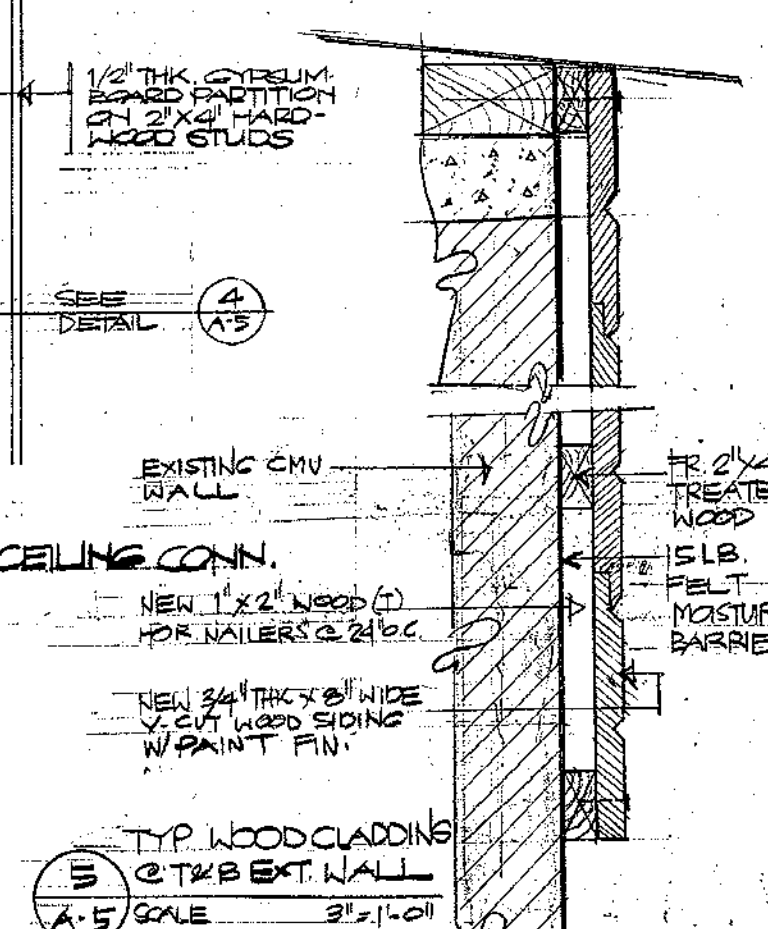 1/2" THK. GYPSUM
BOARD PARTITION
ON 2"X4" HARD-
WOOD STUDS
SEE
DETAIL
4
A-5
EXISTING CMU
WALL
CEILING CONN.
NEW 1"X2" WOOD (T)
HOR NAILERS @ 24" O.C
NEW 3/4" THK X 8" WIDE
V-CUT WOOD SIDING
W/ PAINT FIN.
FR. 2"X4
TREATE
WOOD
15 LB.
FELT
MOISTUR
BARRIE
TYP WOOD CLADDING
@ T&B EXT. WALL
5
A-5
SCALE 3"=1'-0"